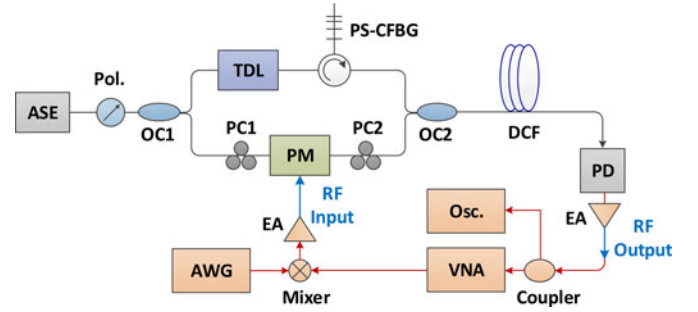 PS-CFBG
TDL
Pol.
ASE
OC1
PC1
PM
PC2
OC2
DCF
PD
RF
Input
EA
Osc.
EA
RF
Output
AWG
Mixer
VNA
Coupler